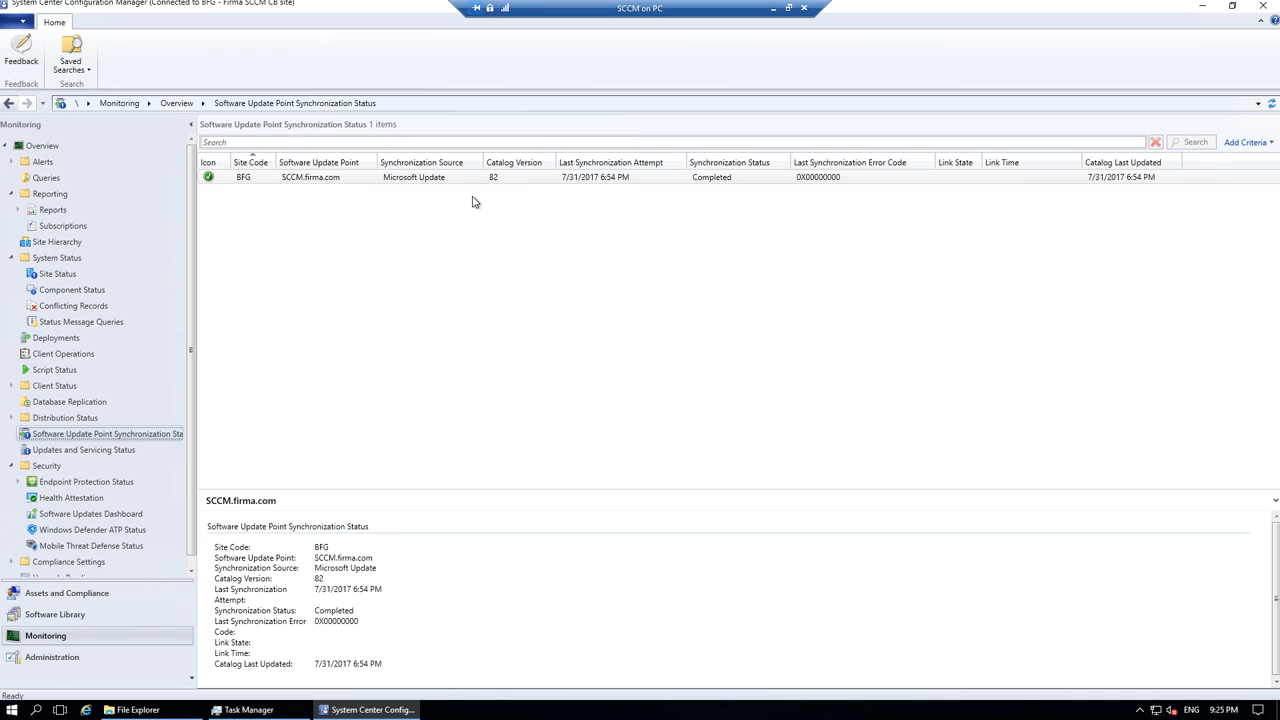 System Center Configuration Manager (Connected to BFG - Firma SCCM CB site)
SCCM on PC
Home
Feedback
Saved
Searches
Feedback
Search
\ Monitoring Overview Software Update Point Synchronization Status
Monitoring
Overview
Alerts
Queries
Reporting
Reports
Subscriptions
Site Hierarchy
System Status
Site Status
Component Status
Conflicting Records
Status Message Queries
Deployments
Client Operations
Script Status
Client Status
Database Replication
Distribution Status
Software Update Point Synchronization Sta
Updates and Servicing Status
Security
Endpoint Protection Status
Health Attestation
Software Updates Dashboard
Windows Defender ATP Status
Mobile Threat Defense Status
Compliance Settings
Assets and Compliance
Software Library
Monitoring
Administration
Software Update Point Synchronization Status 1 items
Search
Search
Add Criteria
Icon Site Code Software Update Point Synchronization Source Catalog Version Last Synchronization Attempt Synchronization Status Last Synchronization Error Code Link State Link Time Catalog Last Updated
BFG SCCM.firma.com Microsoft Update 82 7/31/2017 6:54 PM Completed 0X00000000 7/31/2017 6:54 PM
SCCM.firma.com
Software Update Point Synchronization Status
Site Code: BFG
Software Update Point: SCCM.firma.com
Synchronization Source: Microsoft Update
Catalog Version: 82
Last Synchronization 7/31/2017 6:54 PM
Attempt:
Synchronization Status: Completed
Last Synchronization Error 0X00000000
Code:
Link State:
Link Time:
Catalog Last Updated: 7/31/2017 6:54 PM
Ready
File Explorer
Task Manager
System Center Config...
ENG
9:25 PM